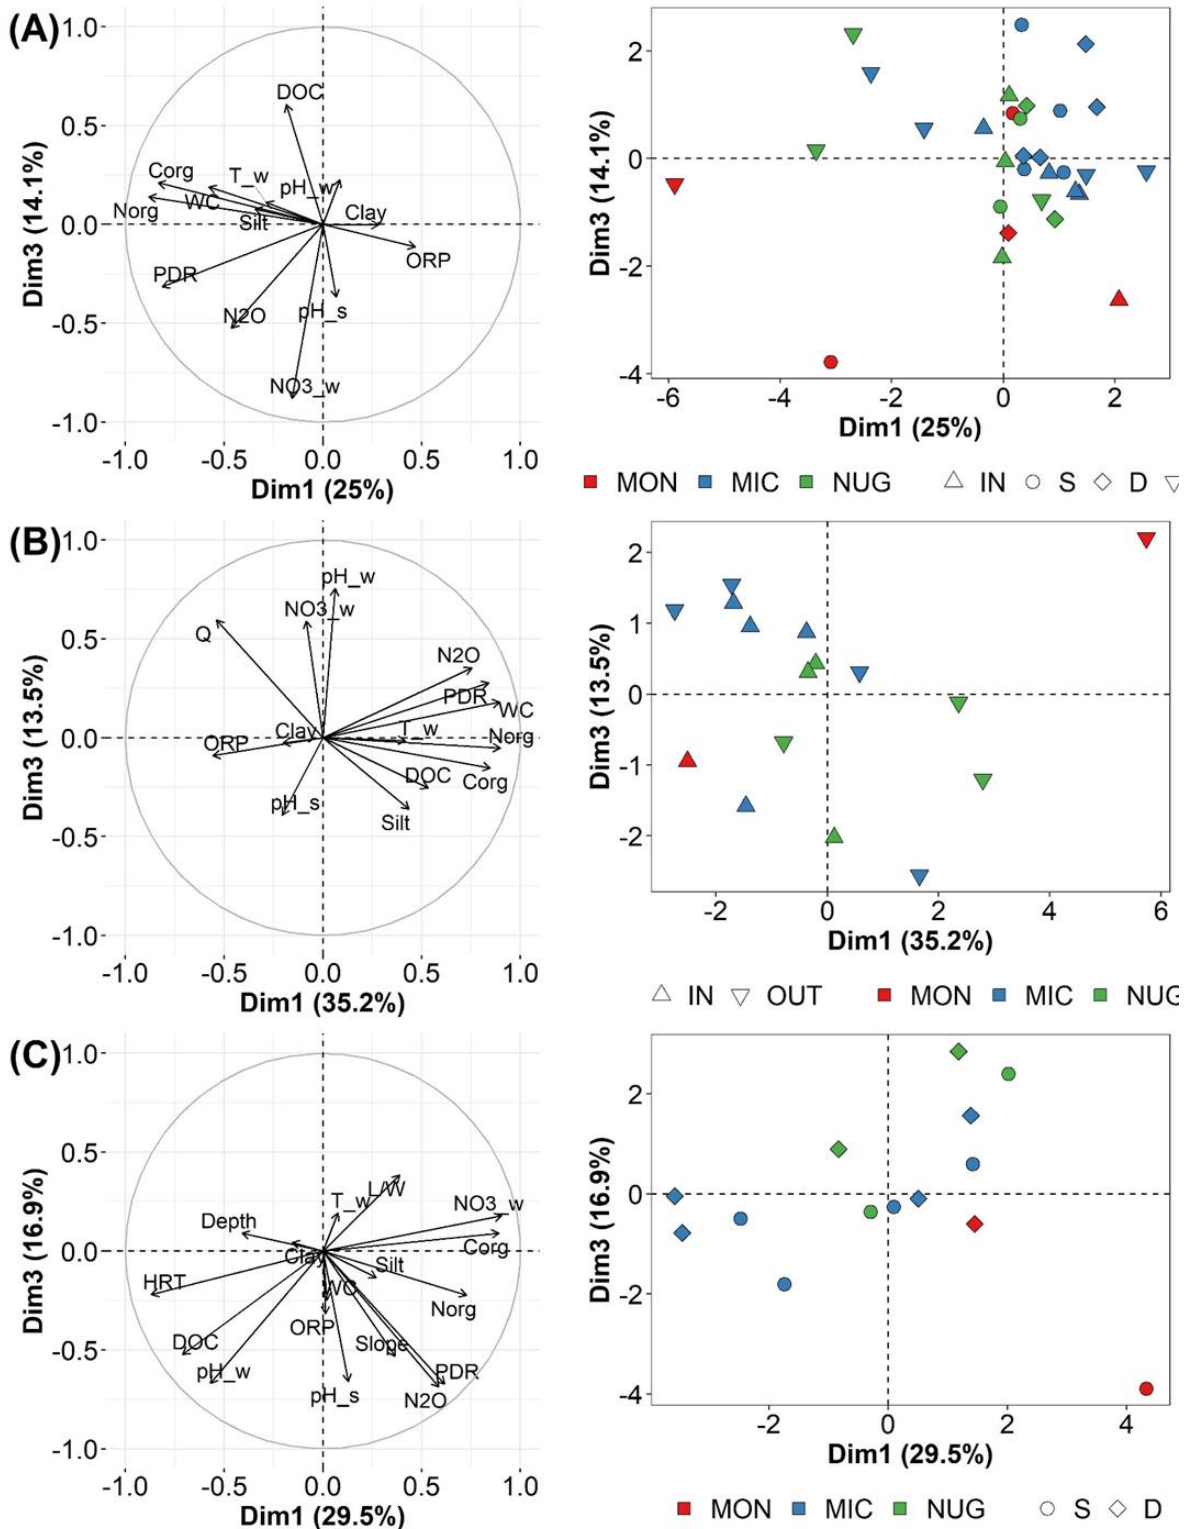 (A)
1.0
0.5
0.0
-0.5
-1.0
Dim3 (14.1%)
DOC
Corg
T_w
pH_w
Norg
WC
Silt
Clay
ORP
PDR
N2O
pH_s
NO3_w
-1.0 -0.5 0.0 0.5 1.0
Dim1 (25%)
2
0
-2
-4
Dim3 (14.1%)
-6 -4 -2 0 2
Dim1 (25%)
MON MIC NUG IN S D
(B)
1.0
0.5
0.0
-0.5
-1.0
Dim3 (13.5%)
pH_w
NO3_w
Q
N2O
PDR
WC
Clay
T_w
Norg
ORP
DOC
Corg
pH_s
Silt
-1.0 -0.5 0.0 0.5 1.0
Dim1 (35.2%)
2
1
0
-1
-2
Dim3 (13.5%)
-2 0 2 4 6
Dim1 (35.2%)
IN OUT MON MIC NUG
(C)
1.0
0.5
0.0
-0.5
-1.0
Dim3 (16.9%)
L/W
T_w
NO3_w
Depth
Corg
Clay
Silt
HRT
WC
Norg
ORP
DOC
Slope
pH_w
PDR
pH_s
N2O
-1.0 -0.5 0.0 0.5 1.0
Dim1 (29.5%)
2
0
-2
-4
Dim3 (16.9%)
-2 0 2 4
Dim1 (29.5%)
MON MIC NUG S D